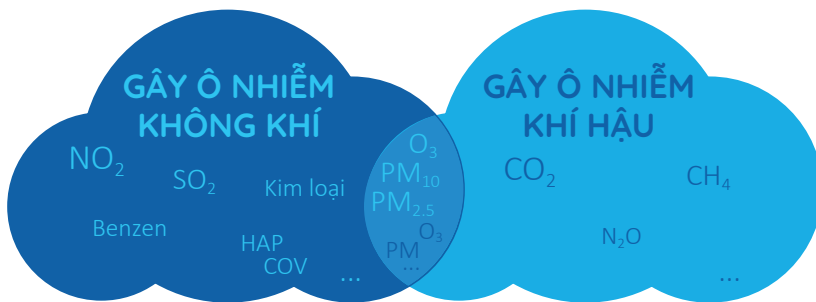 GÂY Ô NHIỄM
KHÔNG KHÍ
NO₂
SO₂
Kim loại
Benzen
HAP
COV
...
O₃
PM₁₀
PM₂.₅
O₃
PM
...
GÂY Ô NHIỄM
KHÍ HẬU
CO₂
CH₄
N₂O
...